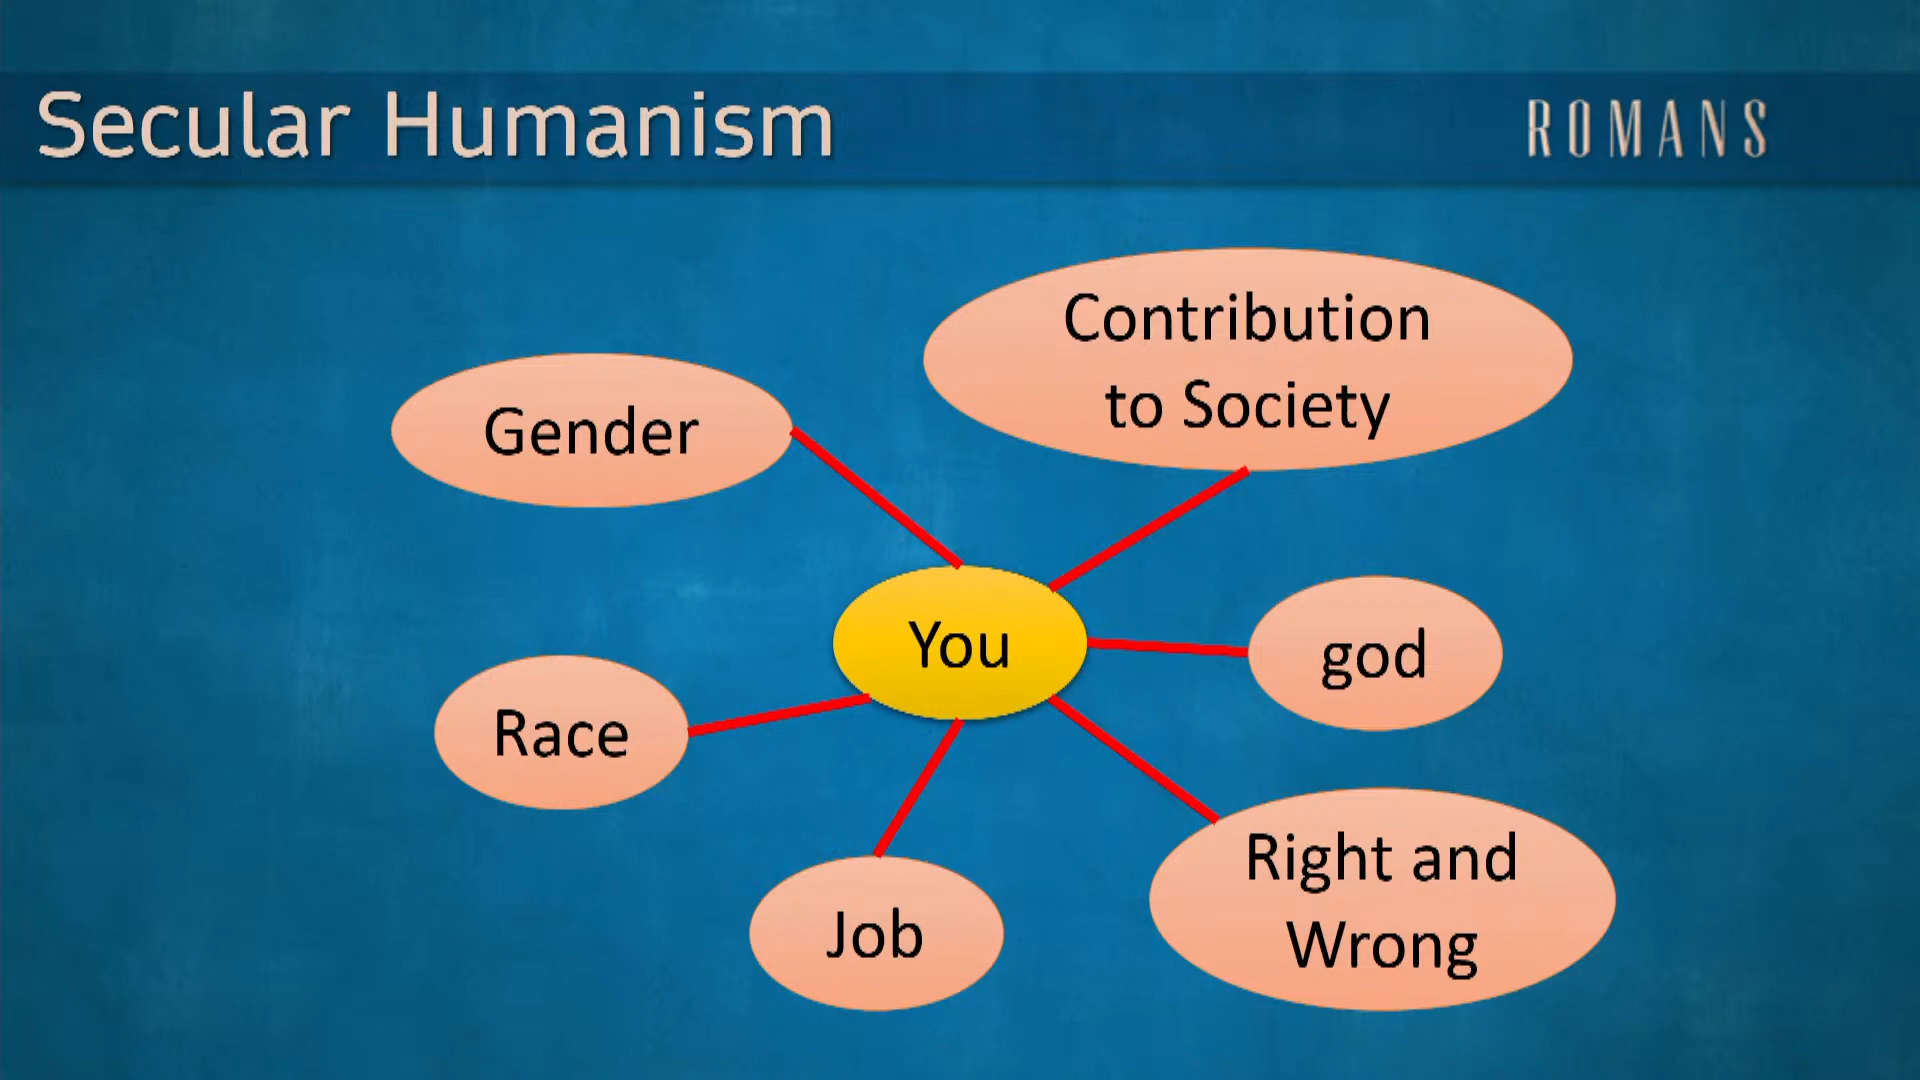 Secular Humanism
ROMANS
Contribution
to Society
Gender
You
god
Race
Right and
Wrong
Job